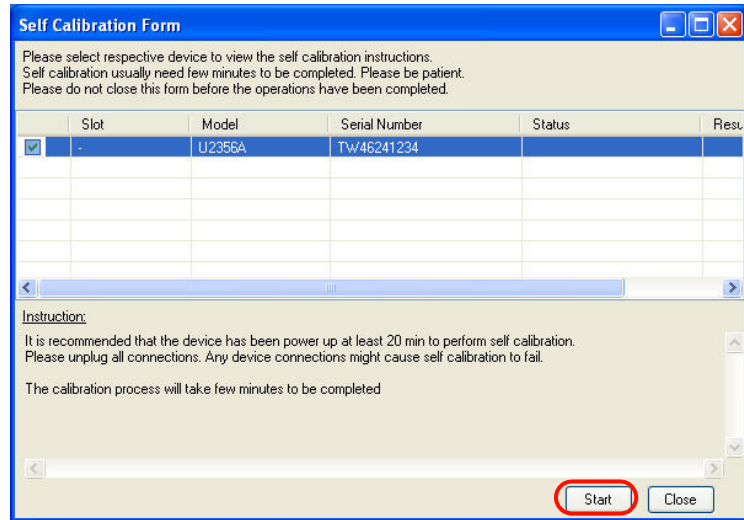 Self Calibration Form
Please select respective device to view the self calibration instructions.
Self calibration usually need few minutes to be completed. Please be patient.
Please do not close this form before the operations have been completed.
Slot Model Serial Number Status Resu
- U2356A TW46241234
Instruction:
It is recommended that the device has been power up at least 20 min to perform self calibration.
Please unplug all connections. Any device connections might cause self calibration to fail.
The calibration process will take few minutes to be completed
Start Close